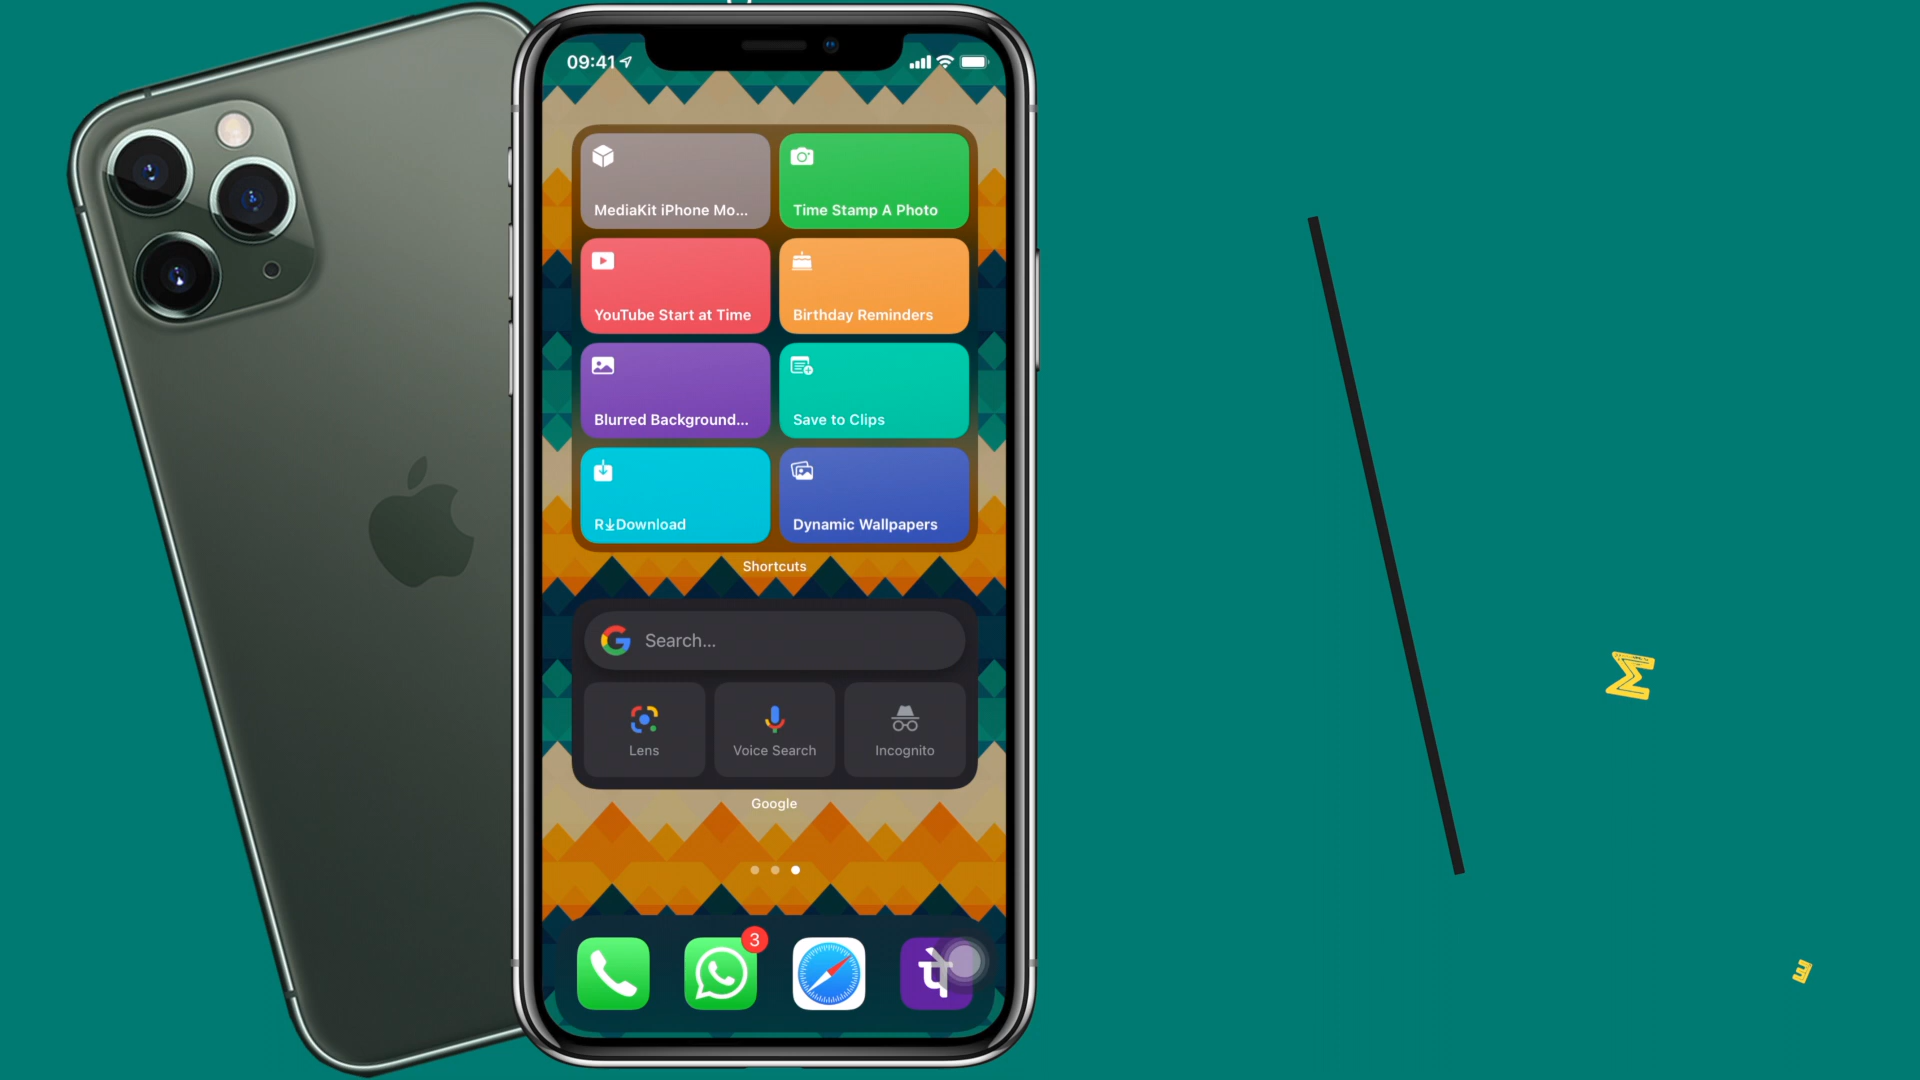 09:41
MediaKit iPhone Mo...
Time Stamp A Photo
YouTube Start at Time
Birthday Reminders
Blurred Background...
Save to Clips
R↓Download
Dynamic Wallpapers
Shortcuts
Search...
Lens
Voice Search
Incognito
Google
3
पे
M
E